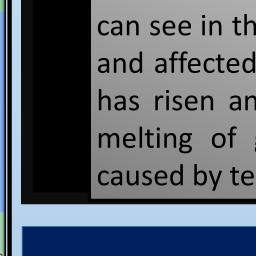 can see in th
and affected
has risen an
melting of g
caused by te